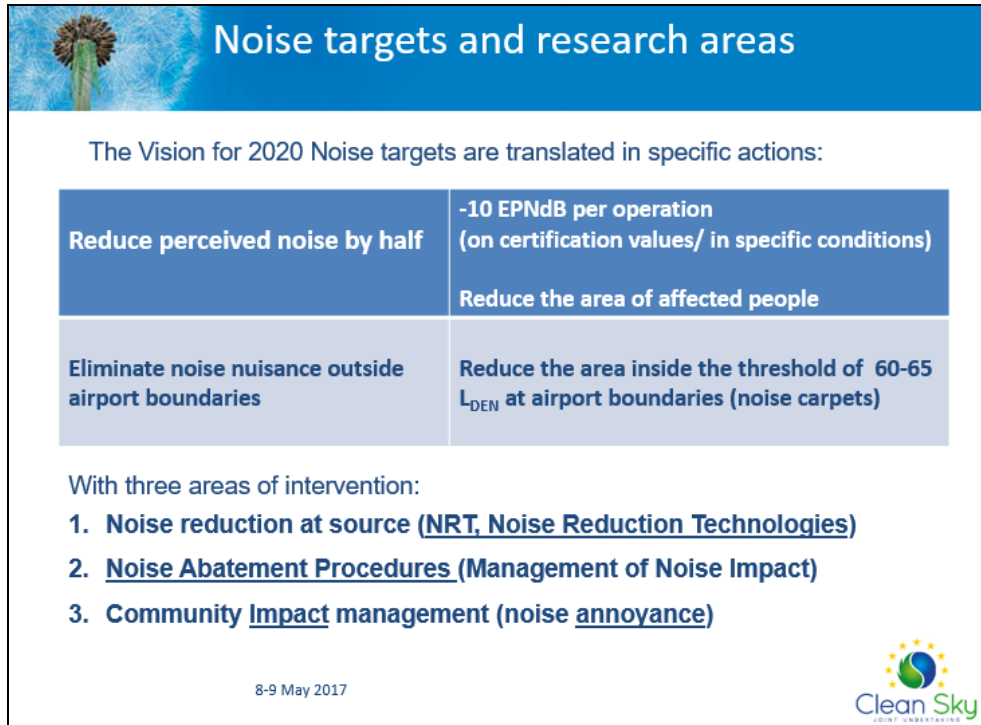 Noise targets and research areas
The Vision for 2020 Noise targets are translated in specific actions:
Reduce perceived noise by half
-10 EPNdB per operation
(on certification values/ in specific conditions)
Reduce the area of affected people
Eliminate noise nuisance outside
airport boundaries
Reduce the area inside the threshold of 60-65
LDEN at airport boundaries (noise carpets)
With three areas of intervention:
1. Noise reduction at source (NRT, Noise Reduction Technologies)
2. Noise Abatement Procedures (Management of Noise Impact)
3. Community Impact management (noise annoyance)
8-9 May 2017
Clean Sky
JOINT UNDERTAKING